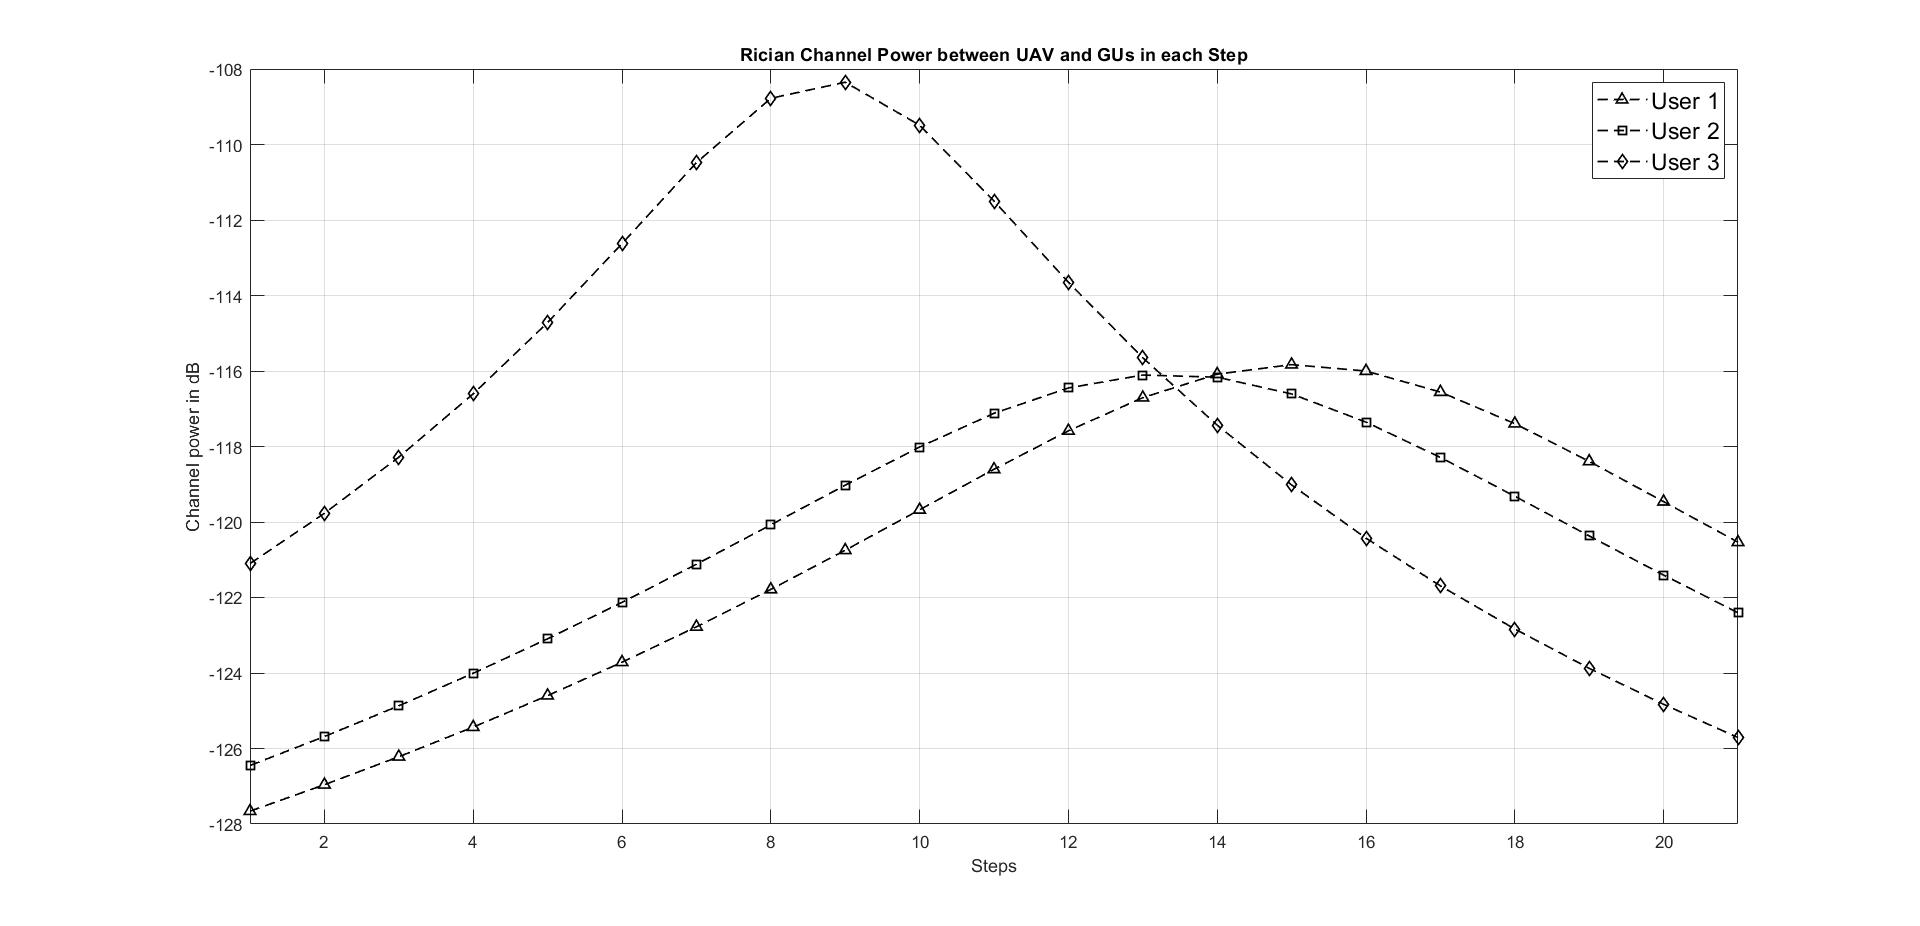 Rician Channel Power between UAV and GUs in each Step
-108
-110
-112
-114
-116
-118
-120
-122
-124
-126
-128
Channel power in dB
User 1
User 2
User 3
2 4 6 8 10 12 14 16 18 20
Steps